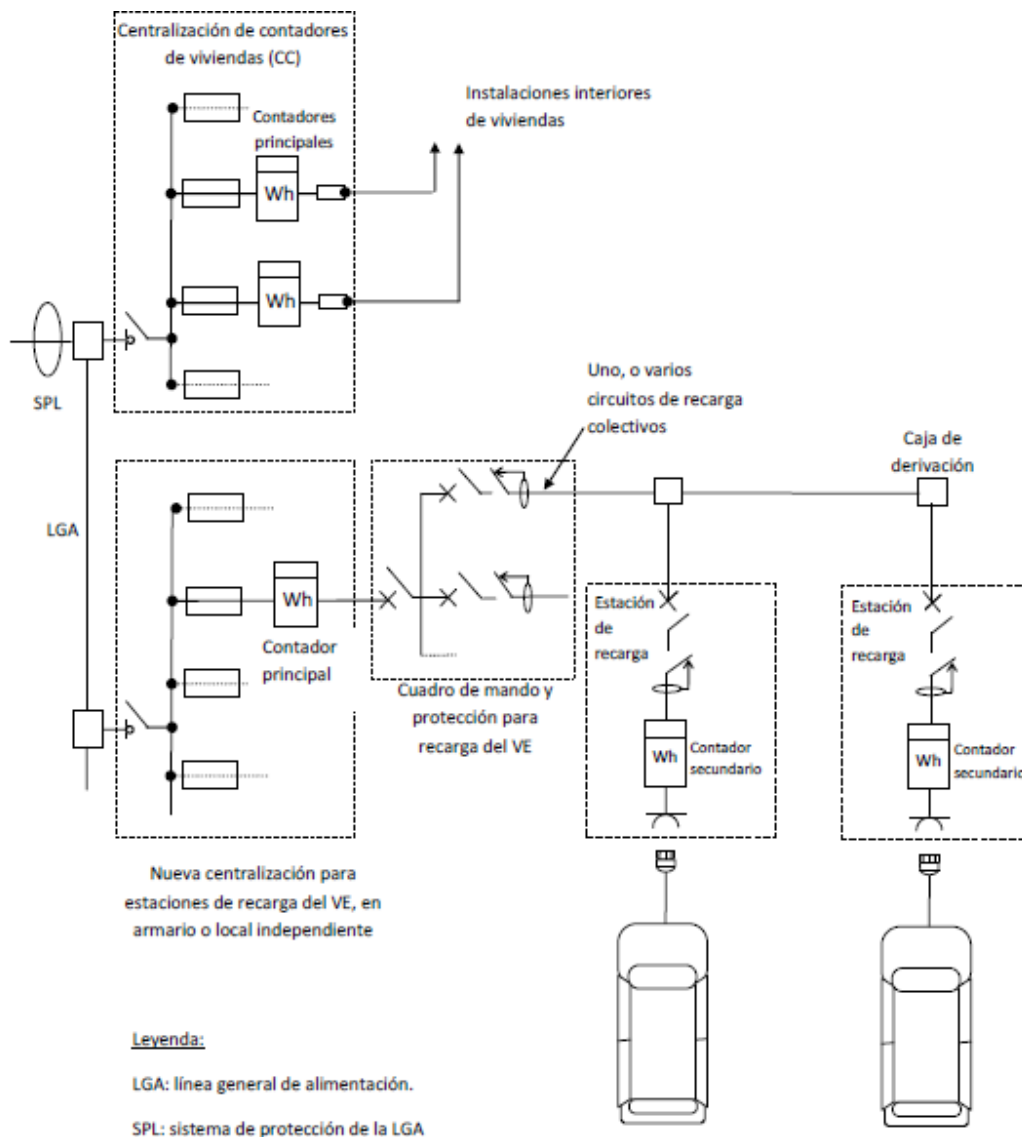 Centralización de contadores
de viviendas (CC)
Contadores
principales
Wh
Wh
Instalaciones interiores
de viviendas
SPL
LGA
Uno, o varios
circuitos de recarga
colectivos
Caja de
derivación
Wh
Contador
principal
Cuadro de mando y
protección para
recarga del VE
Estación
de
recarga
Wh
Contador
secundario
Estación
de
recarga
Wh
Contador
secundario
Nueva centralización para
estaciones de recarga del VE, en
armario o local independiente
Leyenda:
LGA: línea general de alimentación.
SPL: sistema de protección de la LGA